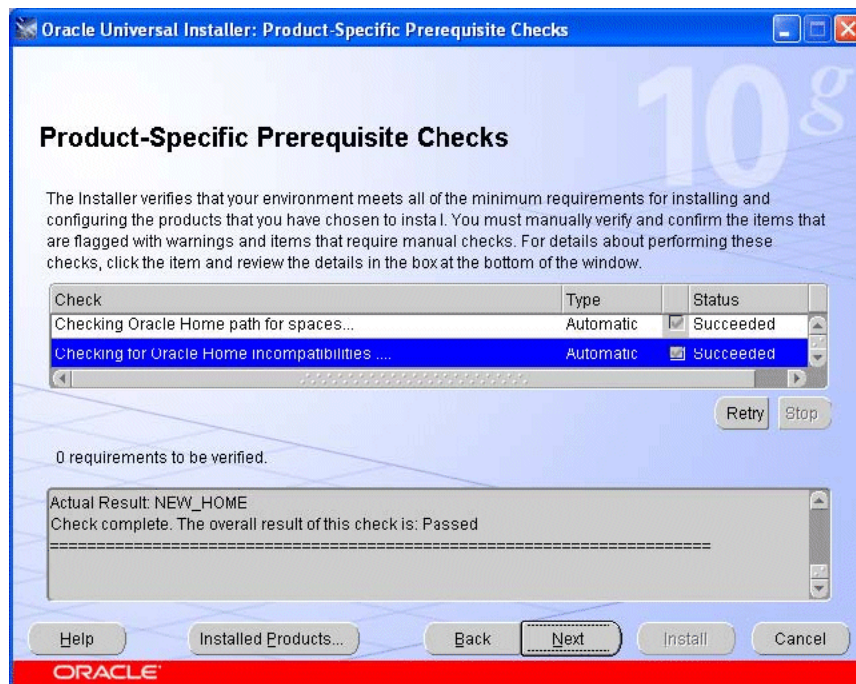 Oracle Universal Installer: Product-Specific Prerequisite Checks
10g
Product-Specific Prerequisite Checks
The Installer verifies that your environment meets all of the minimum requirements for installing and
configuring the products that you have chosen to instal. You must manually verify and confirm the items that
are flagged with warnings and items that require manual checks. For details about performing these
checks, click the item and review the details in the box at the bottom of the window.
Check Type Status
Checking Oracle Home path for spaces... Automatic Succeeded
Checking for Oracle Home incompatibilities .... Automatic Succeeded
Retry Stop
0 requirements to be verified.
Actual Result: NEW_HOME
Check complete. The overall result of this check is: Passed
========================================================================
Help Installed Products... Back Next Install Cancel
ORACLE